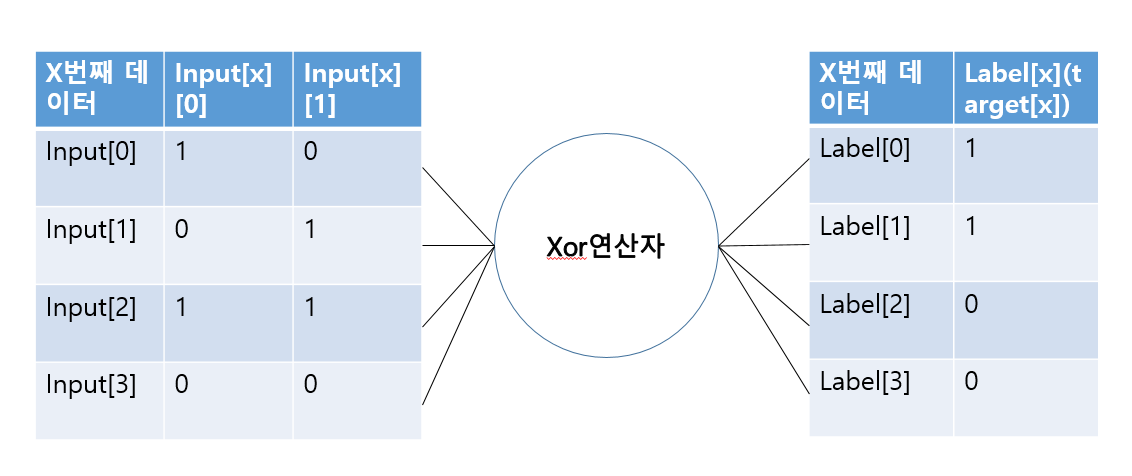 X번째 데
이터
Input[x]
[0]
Input[x]
[1]
Input[0]
1
0
Input[1]
0
1
Input[2]
1
1
Input[3]
0
0
Xor연산자
X번째 데
이터
Label[x](t
arget[x])
Label[0]
1
Label[1]
1
Label[2]
0
Label[3]
0